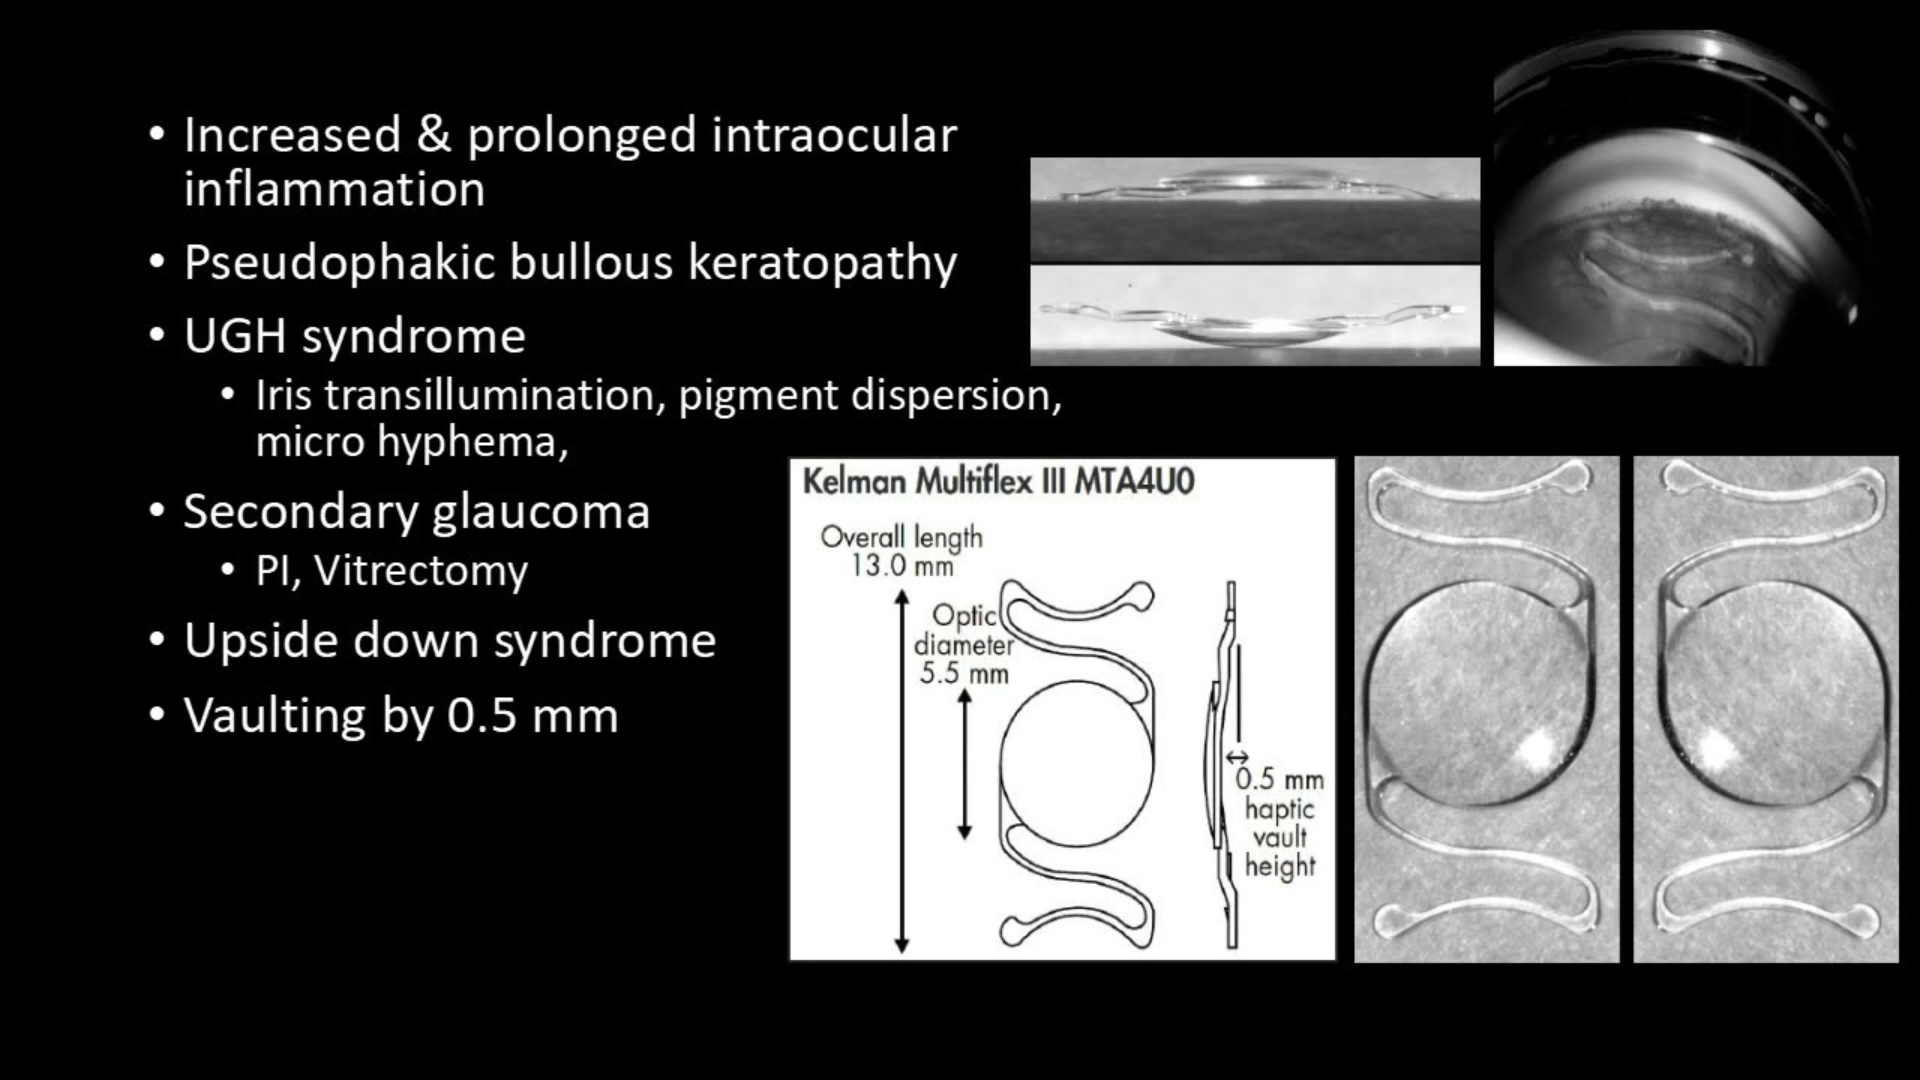 • Increased & prolonged intraocular
inflammation
• Pseudophakic bullous keratopathy
• UGH syndrome
• Iris transillumination, pigment dispersion,
micro hyphema,
• Secondary glaucoma
• PI, Vitrectomy
• Upside down syndrome
• Vaulting by 0.5 mm
Kelman Multiflex III MTA4U0
Overall length
13.0 mm
Optic
diameter
5.5 mm
0.5 mm
haptic
vault
height